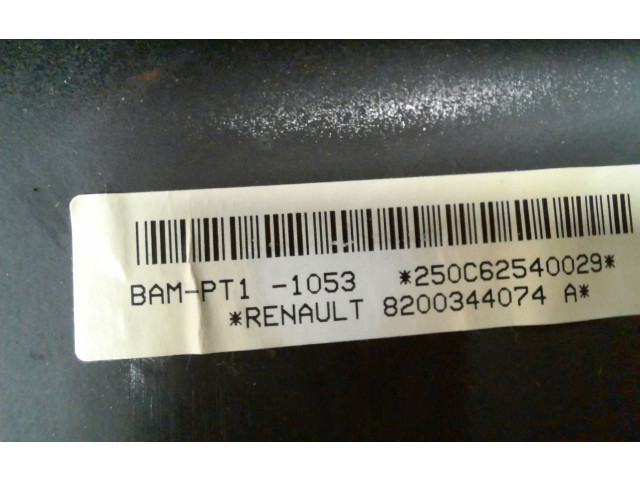 BAM-PT1 -1053 *250C62540029*
*RENAULT 8200344074 A*